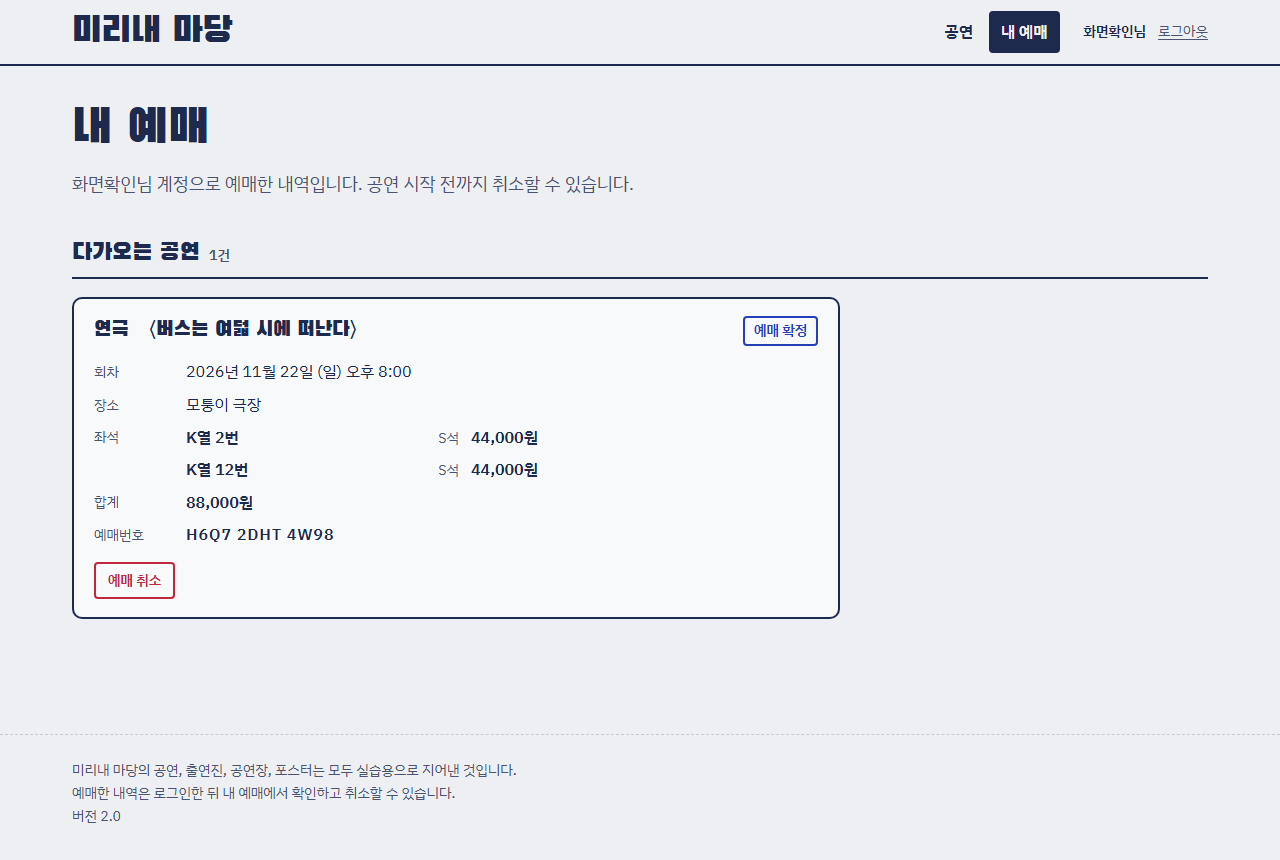 미리내 마당
공연 내 예매 화면확인님 로그아웃
내 예매
화면확인님 계정으로 예매한 내역입니다. 공연 시작 전까지 취소할 수 있습니다.
다가오는 공연 1건
연극 〈버스는 여덟 시에 떠난다〉 예매 확정
회차 2026년 11월 22일 (일) 오후 8:00
장소 모퉁이 극장
좌석 K열 2번 S석 44,000원
K열 12번 S석 44,000원
합계 88,000원
예매번호 H6Q7 2DHT 4W98
예매 취소
미리내 마당의 공연, 출연진, 공연장, 포스터는 모두 실습용으로 지어낸 것입니다.
예매한 내역은 로그인한 뒤 내 예매에서 확인하고 취소할 수 있습니다.
버전 2.0